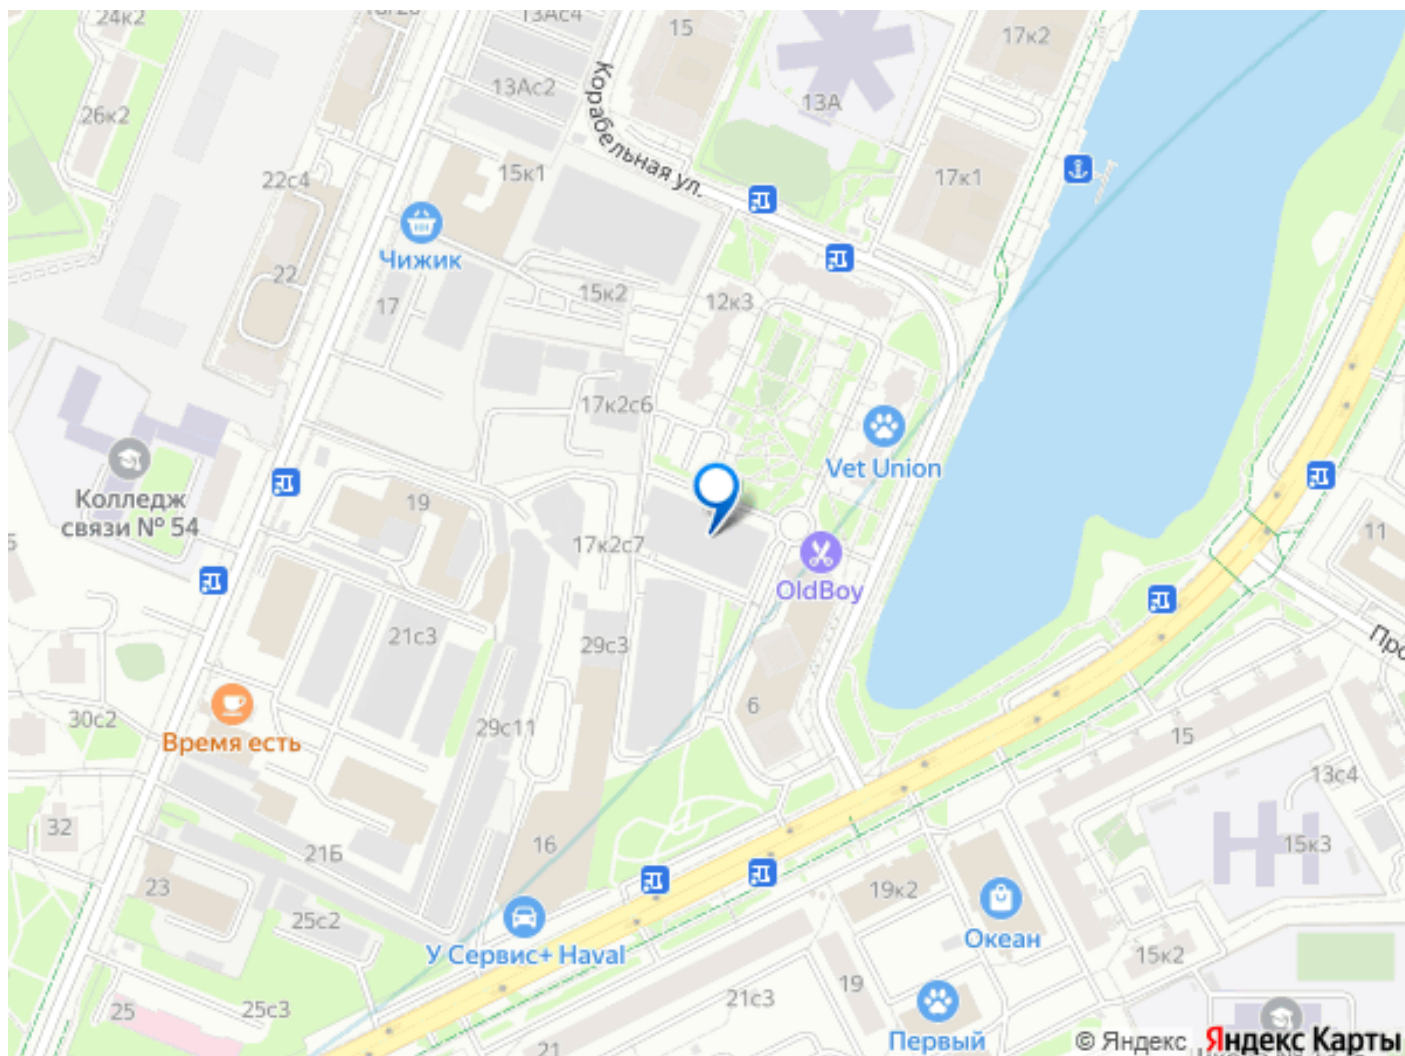 24к2
13Ас4
15
17к2
13Ас2
13А
26к2
Корабельная ул.
15к1
22с4
17к1
Чижик
22
17
15к2
12к3
17к2с6
Vet Union
Колледж
связи № 54
19
17к2с7
11
OldBoy
21с3
29с3
30с2
6
29с11
Время есть
15
13с4
32
21Б
16
15к3
23
19к2
25с2
Океан
У Сервис+ Haval
15к2
25
25с3
21с3
19
21
Первый
© Яндекс
Яндекс Карты